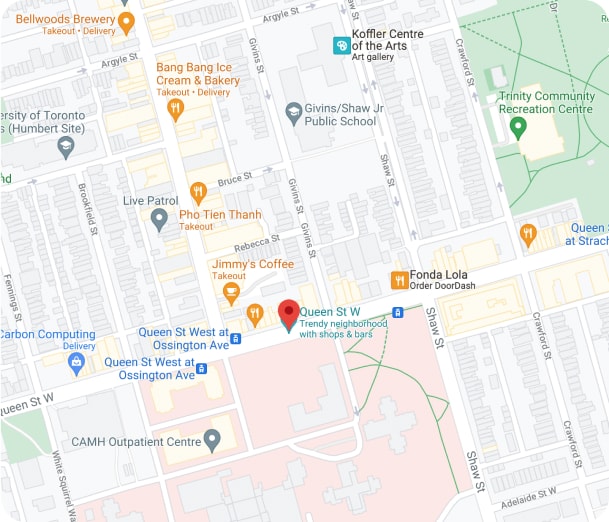 Bellwoods Brewery
Takeout • Delivery
Argyle St
Argyle St
Givins St
Koffler Centre
of the Arts
Art gallery
Crawford St
Bang Bang Ice
Cream & Bakery
Takeout • Delivery
Trinity Community
Recreation Centre
ersity of Toronto
s (Humbert Site)
Givins/Shaw Jr
Public School
Shaw St
nd
Bruce St
Brookfield St
Givins St
Live Patrol
Pho Tien Thanh
Takeout
Givins St
Rebecca St
Queen S
at Strach
Jimmy's Coffee
Takeout
Fonda Lola
Order DoorDash
Fennings St
Queen St W
Trendy neighborhood
with shops & bars
Shaw St
Crawford St
Carbon Computing
Delivery
Queen St West at
Ossington Ave
Queen St West at
Ossington Ave
Queen St W
CAMH Outpatient Centre
White Squirrel Wa
Crawford St
Shaw St
Adelaide St W